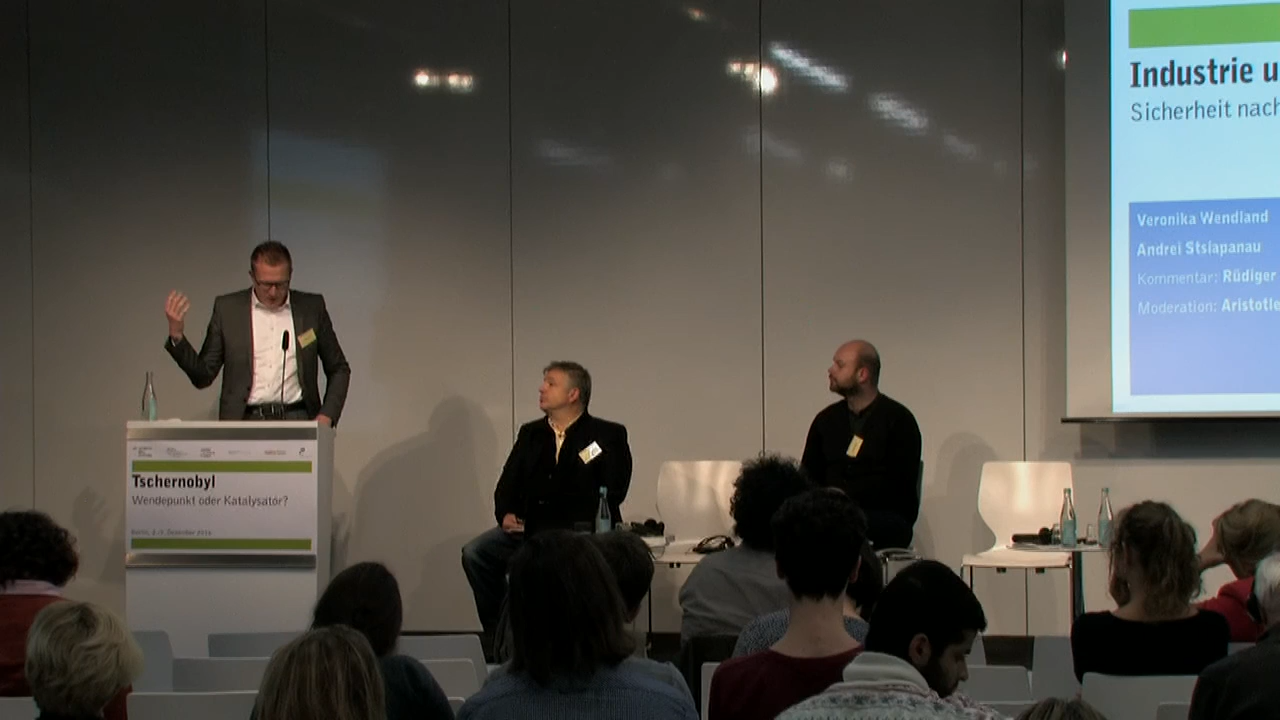 Tschernobyl
Wendepunkt oder Katalysator?
Industrie u
Sicherheit nach
Veronika Wendland
Andrei Stsiapanau
Kommentar: Rüdiger
Moderation: Aristotle